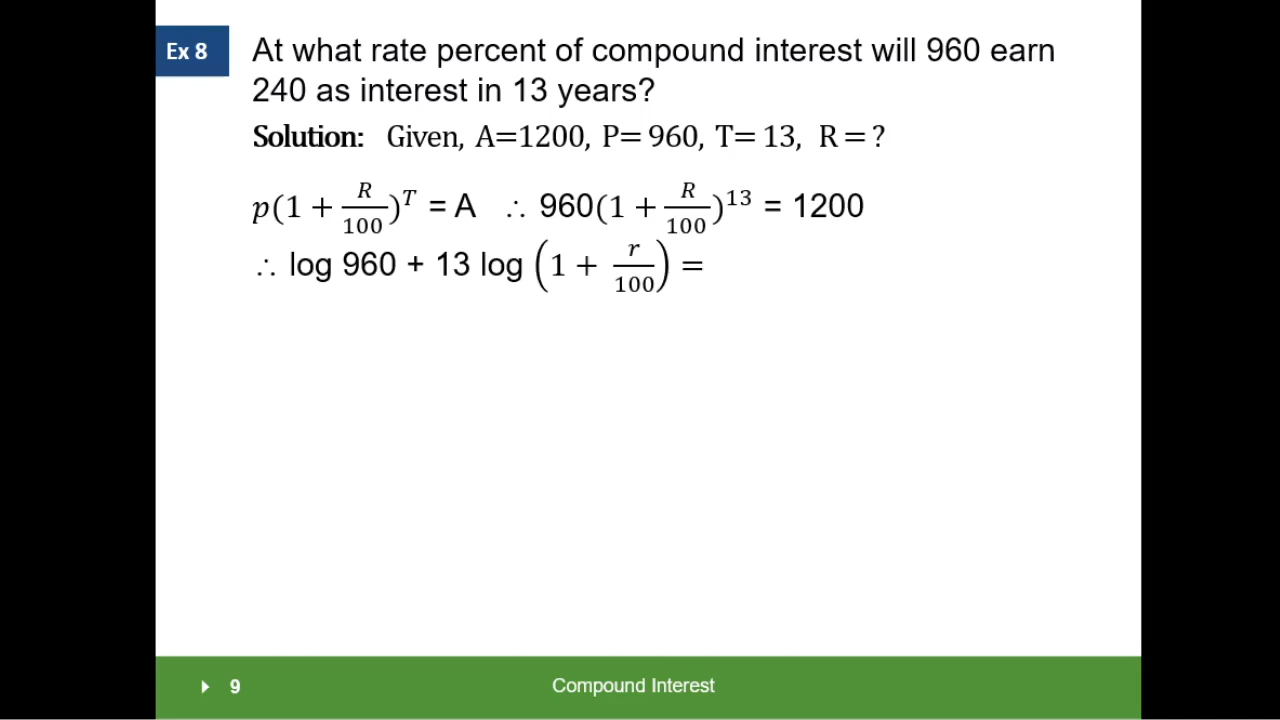 Ex 8
At what rate percent of compound interest will 960 earn
240 as interest in 13 years?
Solution: Given, A=1200, P= 960, T= 13, R = ?
p(1 + R/100)^T = A ∴ 960(1 + R/100)^13 = 1200
∴ log 960 + 13 log (1 + r/100) =
9
Compound Interest